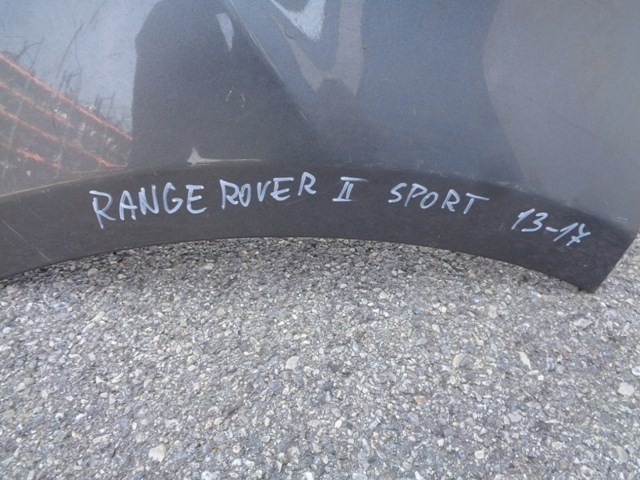 RANGE ROVER II SPORT 13-17